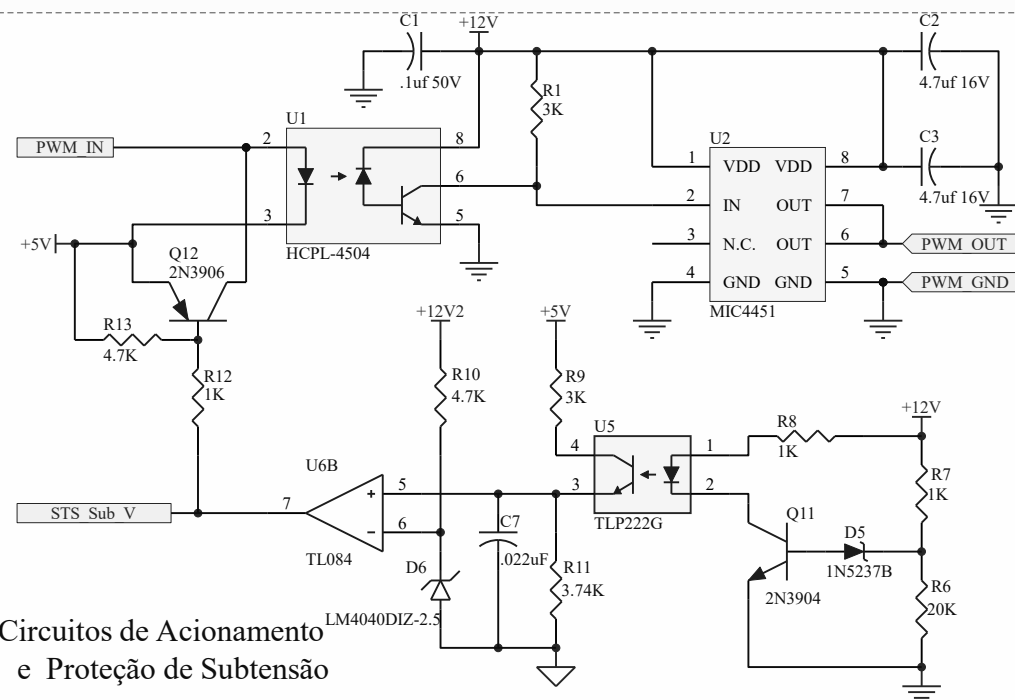 C1
+12V
C2
.1uf 50V
4.7uf 16V
R1
3K
U1
PWM_IN
2
8
U2
C3
1
VDD
VDD
8
4.7uf 16V
6
2
IN
OUT
7
3
5
3
N.C.
OUT
6
PWM_OUT
+5V
HCPL-4504
Q12
2N3906
4
GND
GND
5
PWM_GND
MIC4451
R13
4.7K
+12V2
+5V
R12
1K
R10
4.7K
R9
3K
+12V
U5
R8
1K
4
1
U6B
R7
1K
+
5
3
2
STS_Sub_V
7
C7
TLP222G
Q11
-
6
D5
TL084
.022uF
1N5237B
D6
R11
3.74K
2N3904
R6
20K
LM4040DIZ-2.5
Circuitos de Acionamento
e Proteção de Subtensão